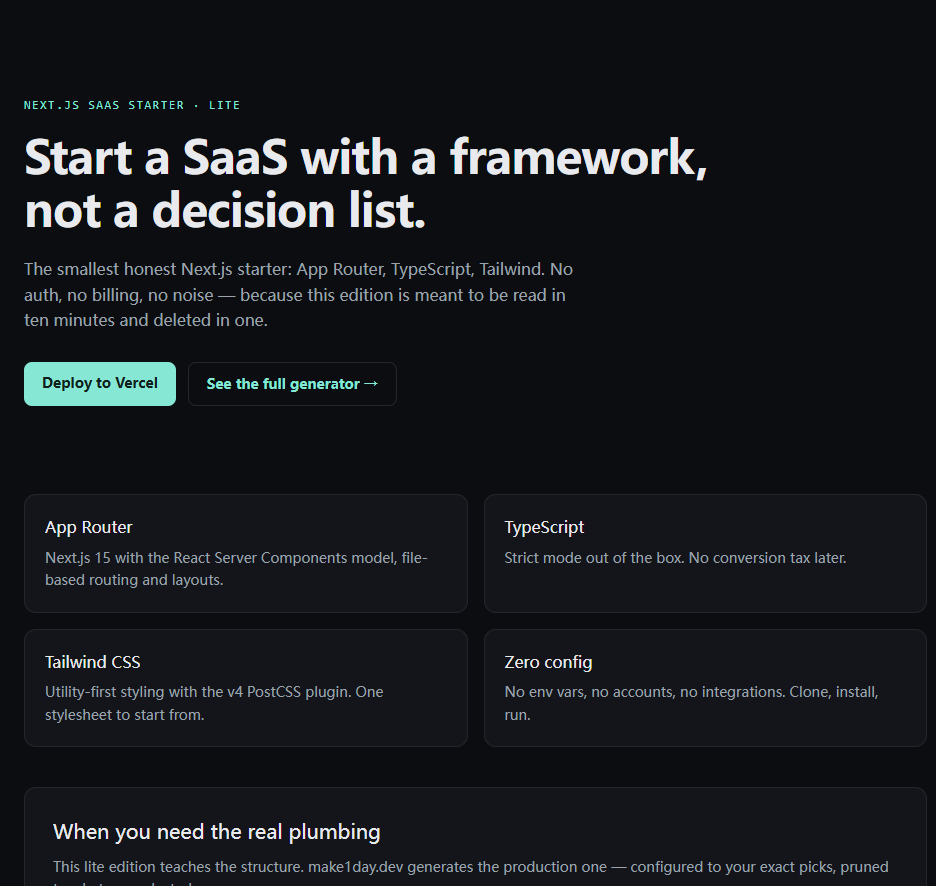 NEXT.JS SAAS STARTER · LITE
Start a SaaS with a framework,
not a decision list.
The smallest honest Next.js starter: App Router, TypeScript, Tailwind. No
auth, no billing, no noise — because this edition is meant to be read in
ten minutes and deleted in one.
Deploy to Vercel
See the full generator →
App Router
Next.js 15 with the React Server Components model, file-
based routing and layouts.
TypeScript
Strict mode out of the box. No conversion tax later.
Tailwind CSS
Utility-first styling with the v4 PostCSS plugin. One
stylesheet to start from.
Zero config
No env vars, no accounts, no integrations. Clone, install,
run.
When you need the real plumbing
This lite edition teaches the structure. make1day.dev generates the production one — configured to your exact picks, pruned